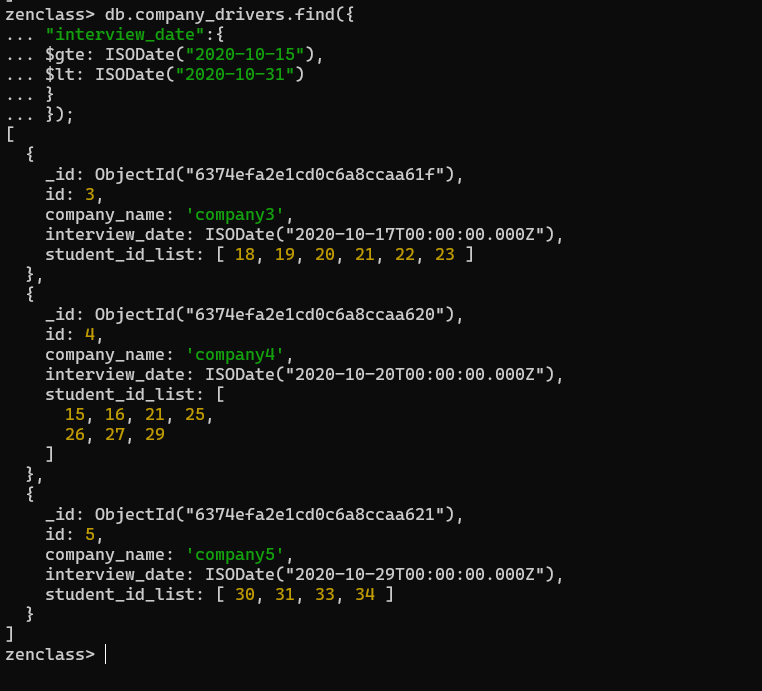 zenclass> db.company_drivers.find({
... "interview_date":{
... $gte: ISODate("2020-10-15"),
... $lt: ISODate("2020-10-31")
... }
... });
[
  {
    _id: ObjectId("6374efa2e1cd0c6a8ccaa61f"),
    id: 3,
    company_name: 'company3',
    interview_date: ISODate("2020-10-17T00:00:00.000Z"),
    student_id_list: [ 18, 19, 20, 21, 22, 23 ]
  },
  {
    _id: ObjectId("6374efa2e1cd0c6a8ccaa620"),
    id: 4,
    company_name: 'company4',
    interview_date: ISODate("2020-10-20T00:00:00.000Z"),
    student_id_list: [
      15, 16, 21, 25,
      26, 27, 29
    ]
  },
  {
    _id: ObjectId("6374efa2e1cd0c6a8ccaa621"),
    id: 5,
    company_name: 'company5',
    interview_date: ISODate("2020-10-29T00:00:00.000Z"),
    student_id_list: [ 30, 31, 33, 34 ]
  }
]
zenclass>